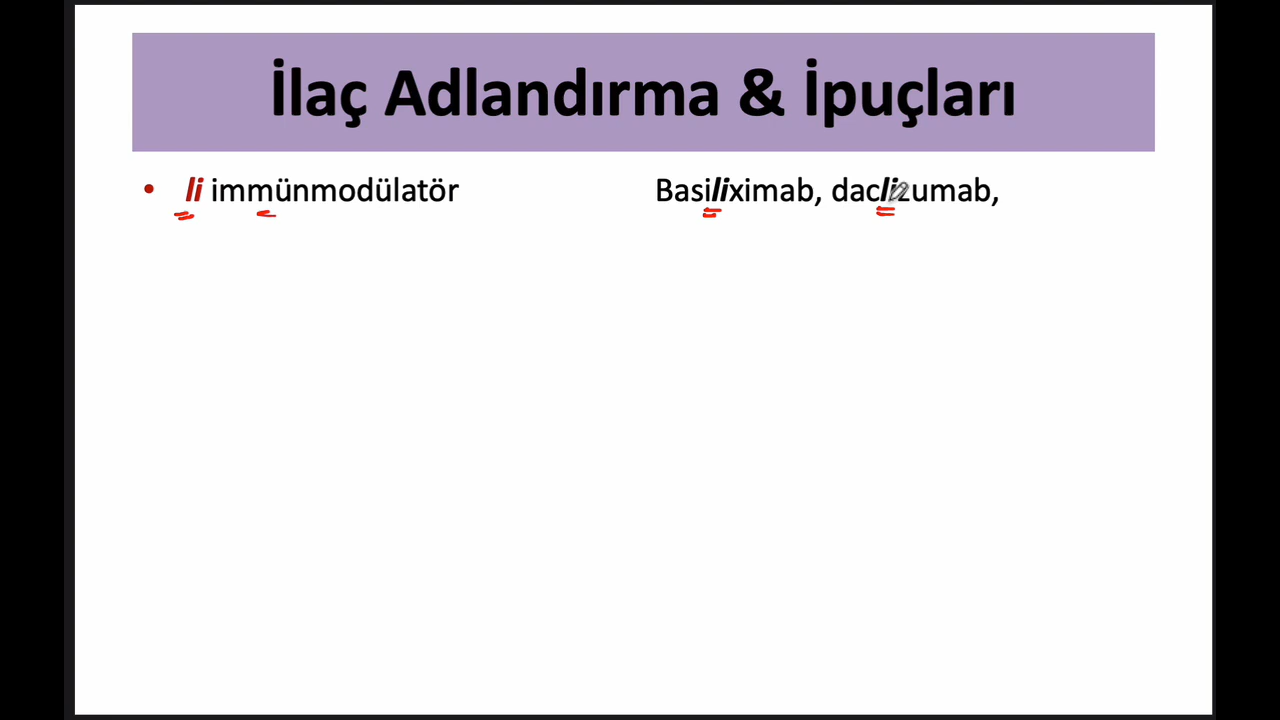 İlaç Adlandırma & İpuçları
• li immünmodülatör Basiliximab, daclizumab,